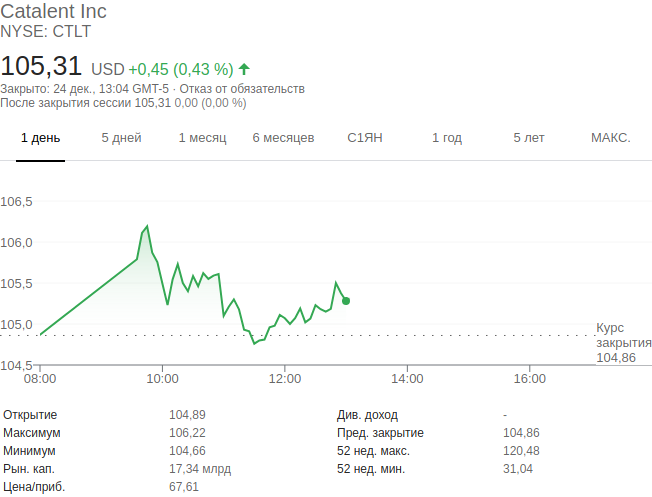 Catalent Inc
NYSE: CTLT
105,31 USD +0,45 (0,43 %)
Закрыто: 24 дек., 13:04 GMT-5 · Отказ от обязательств
После закрытия сессии 105,31 0,00 (0,00 %)
1 день 5 дней 1 месяц 6 месяцев С1ЯН 1 год 5 лет МАКС.
106,5
106,0
105,5
105,0
104,5
Курс
закрытия
104,86
08:00 10:00 12:00 14:00 16:00
Открытие 104,89 Див. доход -
Максимум 106,22 Пред. закрытие 104,86
Минимум 104,66 52 нед. макс. 120,48
Рын. кап. 17,34 млрд 52 нед. мин. 31,04
Цена/приб. 67,61